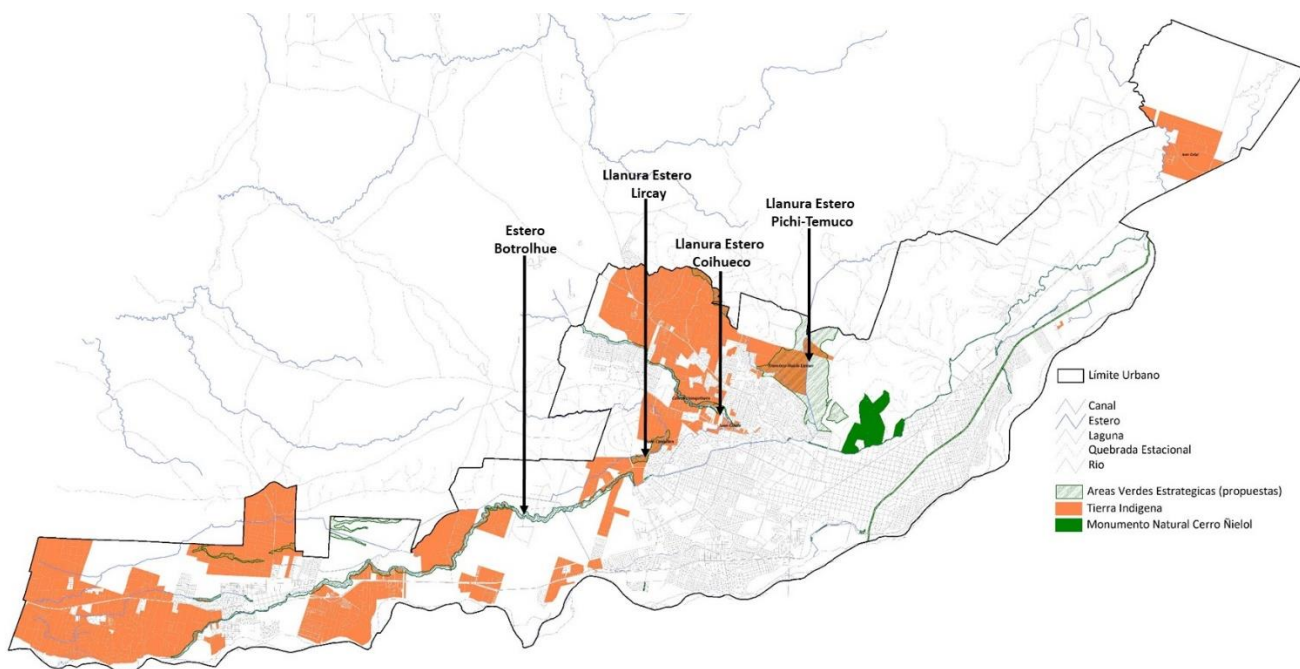 Llanura Estero
Lircay
Llanura Estero
Pichi-Temuco
Estero
Botrolhue
Llanura Estero
Coihueco
Límite Urbano
Canal
Estero
Laguna
Quebrada Estacional
Rio
Areas Verdes Estrategicas (propuestas)
Tierra Indigena
Monumento Natural Cerro Ñielol